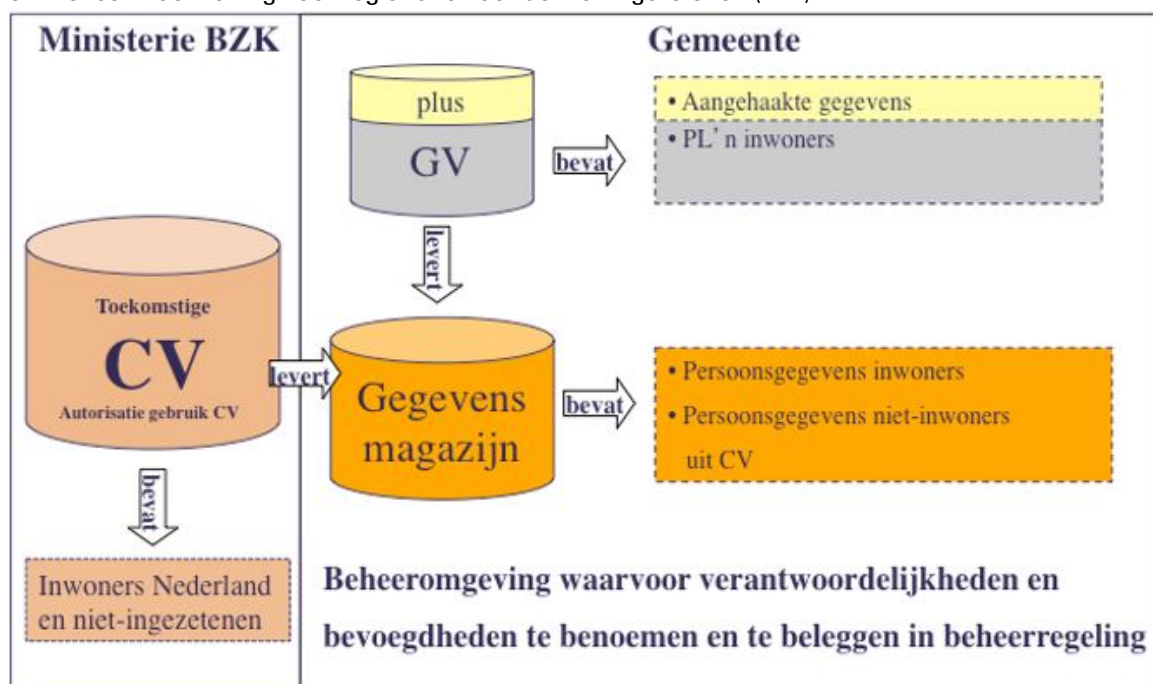 Ministerie BZK
Toekomstige
CV
Autorisatie gebruik CV
bevat
Inwoners Nederland
en niet-ingezetenen
levert
Gemeente
plus
GV
bevat
• Aangehaakte gegevens
• PL'n inwoners
levert
Gegevens
magazijn
bevat
• Persoonsgegevens inwoners
• Persoonsgegevens niet-inwoners
uit CV
Beheeromgeving waarvoor verantwoordelijkheden en
bevoegdheden te benoemen en te beleggen in beheerregeling